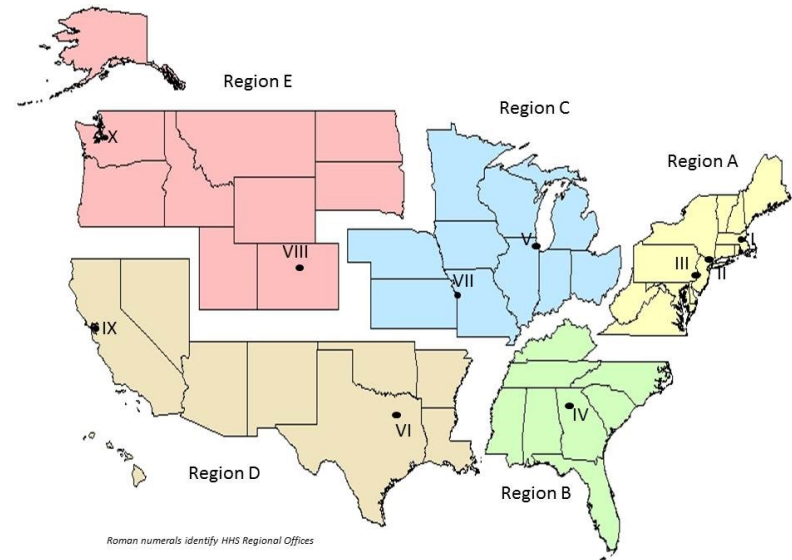 Region E
Region C
Region A
X
I
V
VIII
III
II
VII
IX
IV
VI
Region D
Region B
Roman numerals identify HHS Regional Offices